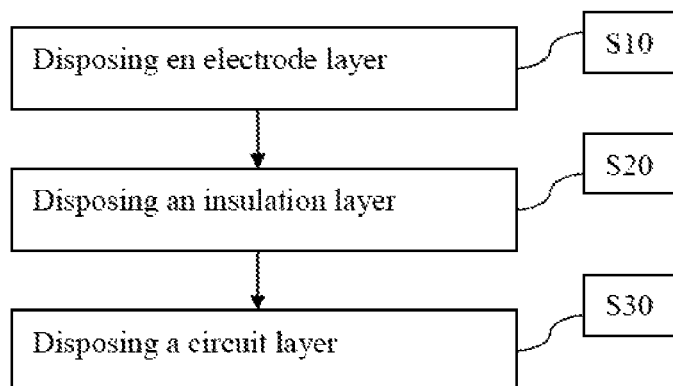 Disposing en electrode layer
S10
Disposing an insulation layer
S20
Disposing a circuit layer
S30